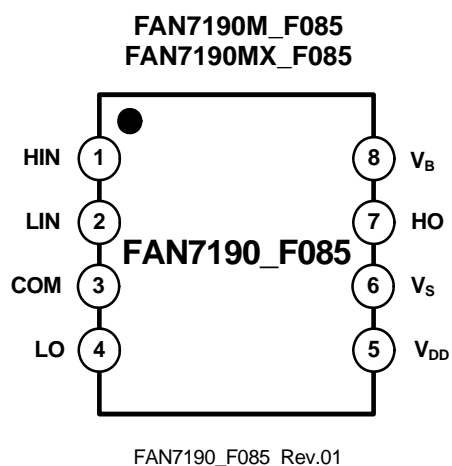 FAN7190M_F085
FAN7190MX_F085
HIN 1 8 VB
LIN 2 7 HO
FAN7190_F085
COM 3 6 VS
LO 4 5 VDD
FAN7190_F085 Rev.01